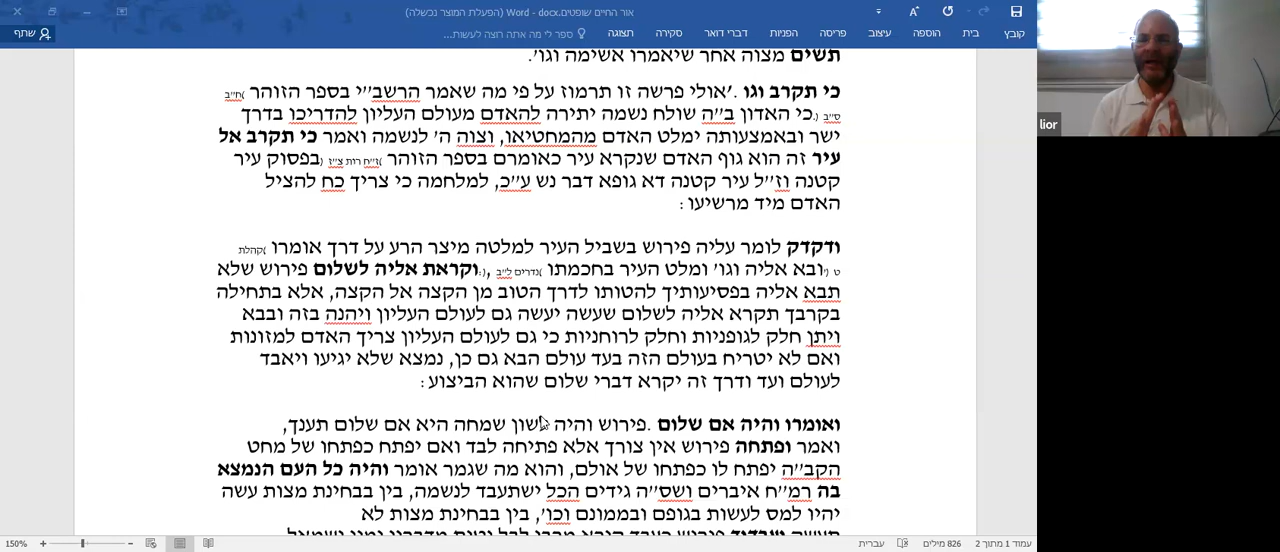 אור החיים שופטים.docx - Word (הפעלת המוצר נכשלה)
קובץ בית הוספה עיצוב פריסה הפניות דברי דואר סקירה תצוגה ספר לי מה אתה רוצה לעשות... שתף
תשים מצוה אחר שיאמרו אשימה וגו'.
כי תקרב וגו .'אולי פרשה זו תרמוז על פי מה שאמר הרשב''י בספר הזוהר )ח''ב
ס''ב (.כי האדון ב''ה שולח נשמה יתירה להאדם מעולם העליון להדריכו בדרך
ישר ובאמצעותה ימלט האדם מהמחטיאו, וצוה ה' לנשמה ואמר כי תקרב אל
עיר זה הוא גוף האדם שנקרא עיר כאומרם בספר הזוהר )ז''ח רות צ''ז (בפסוק עיר
קטנה וז''ל עיר קטנה דא גופא דבר נש ע''כ, למלחמה כי צריך כח להציל
האדם מיד מרשיעו :
ודקדק לומר עליה פירוש בשביל העיר למלטה מיצר הרע על דרך אומרו )קהלת
ט ('ובא אליה וגו' ומלט העיר בחכמתו )נדרים ל''ב (:, וקראת אליה לשלום פירוש שלא
תבא אליה בפסיעותיך להטותו לדרך הטוב מן הקצה אל הקצה, אלא בתחילה
בקרבך תקרא אליה לשלום שעשה יעשה גם לעולם העליון ויהנה בזה ובבא
ויתן חלק לגופניות וחלק לרוחניות כי גם לעולם העליון צריך האדם למזונות
ואם לא יטריח בעולם הזה בעד עולם הבא גם כן, נמצא שלא יגיעו ויאבד
לעולם ועד ודרך זה יקרא דברי שלום שהוא הביצוע :
ואומרו והיה אם שלום .פירוש והיה לשון שמחה היא אם שלום תענך,
ואמר ופתחה פירוש אין צורך אלא פתיחה לבד ואם יפתח כפתחו של מחט
הקב''ה יפתח לו כפתחו של אולם, והוא מה שגמר אומר והיה כל העם הנמצא
בה רמ''ח איברים ושס''ה גידים הכל ישתעבד לנשמה, בין בבחינת מצות עשה
יהיו למס לעשות בגופם ובממונם וכו', בין בבחינת מצות לא
lior
עמוד 1 מתוך 2 826 מילים עברית 150%